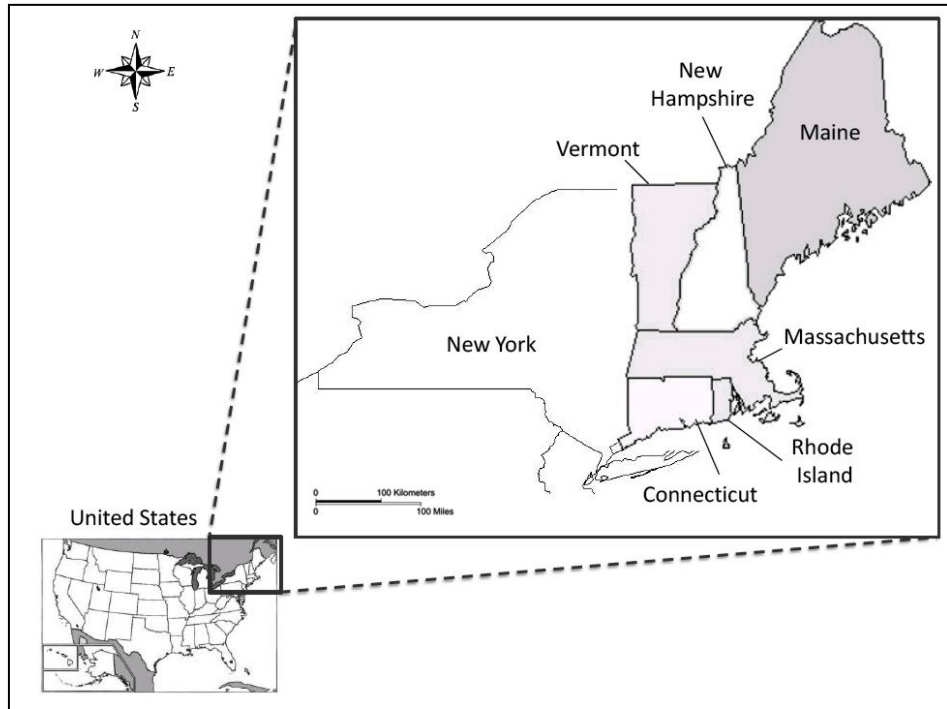 N
W E
S
New
Hampshire
Maine
Vermont
New York
Massachusetts
Rhode
Island
Connecticut
0 100 Kilometers
0 100 Miles
United States